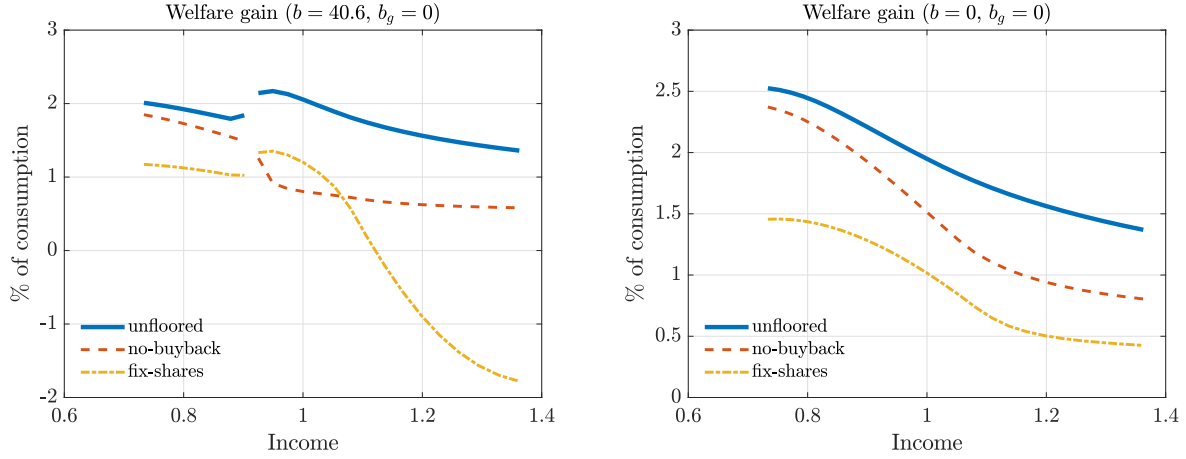 Welfare gain (b = 40.6, b_g = 0)
% of consumption
3
2
1
0
-1
-2
unfloored
no-buyback
fix-shares
0.6 0.8 1 1.2 1.4
Income
Welfare gain (b = 0, b_g = 0)
% of consumption
3
2.5
2
1.5
1
0.5
0
unfloored
no-buyback
fix-shares
0.6 0.8 1 1.2 1.4
Income